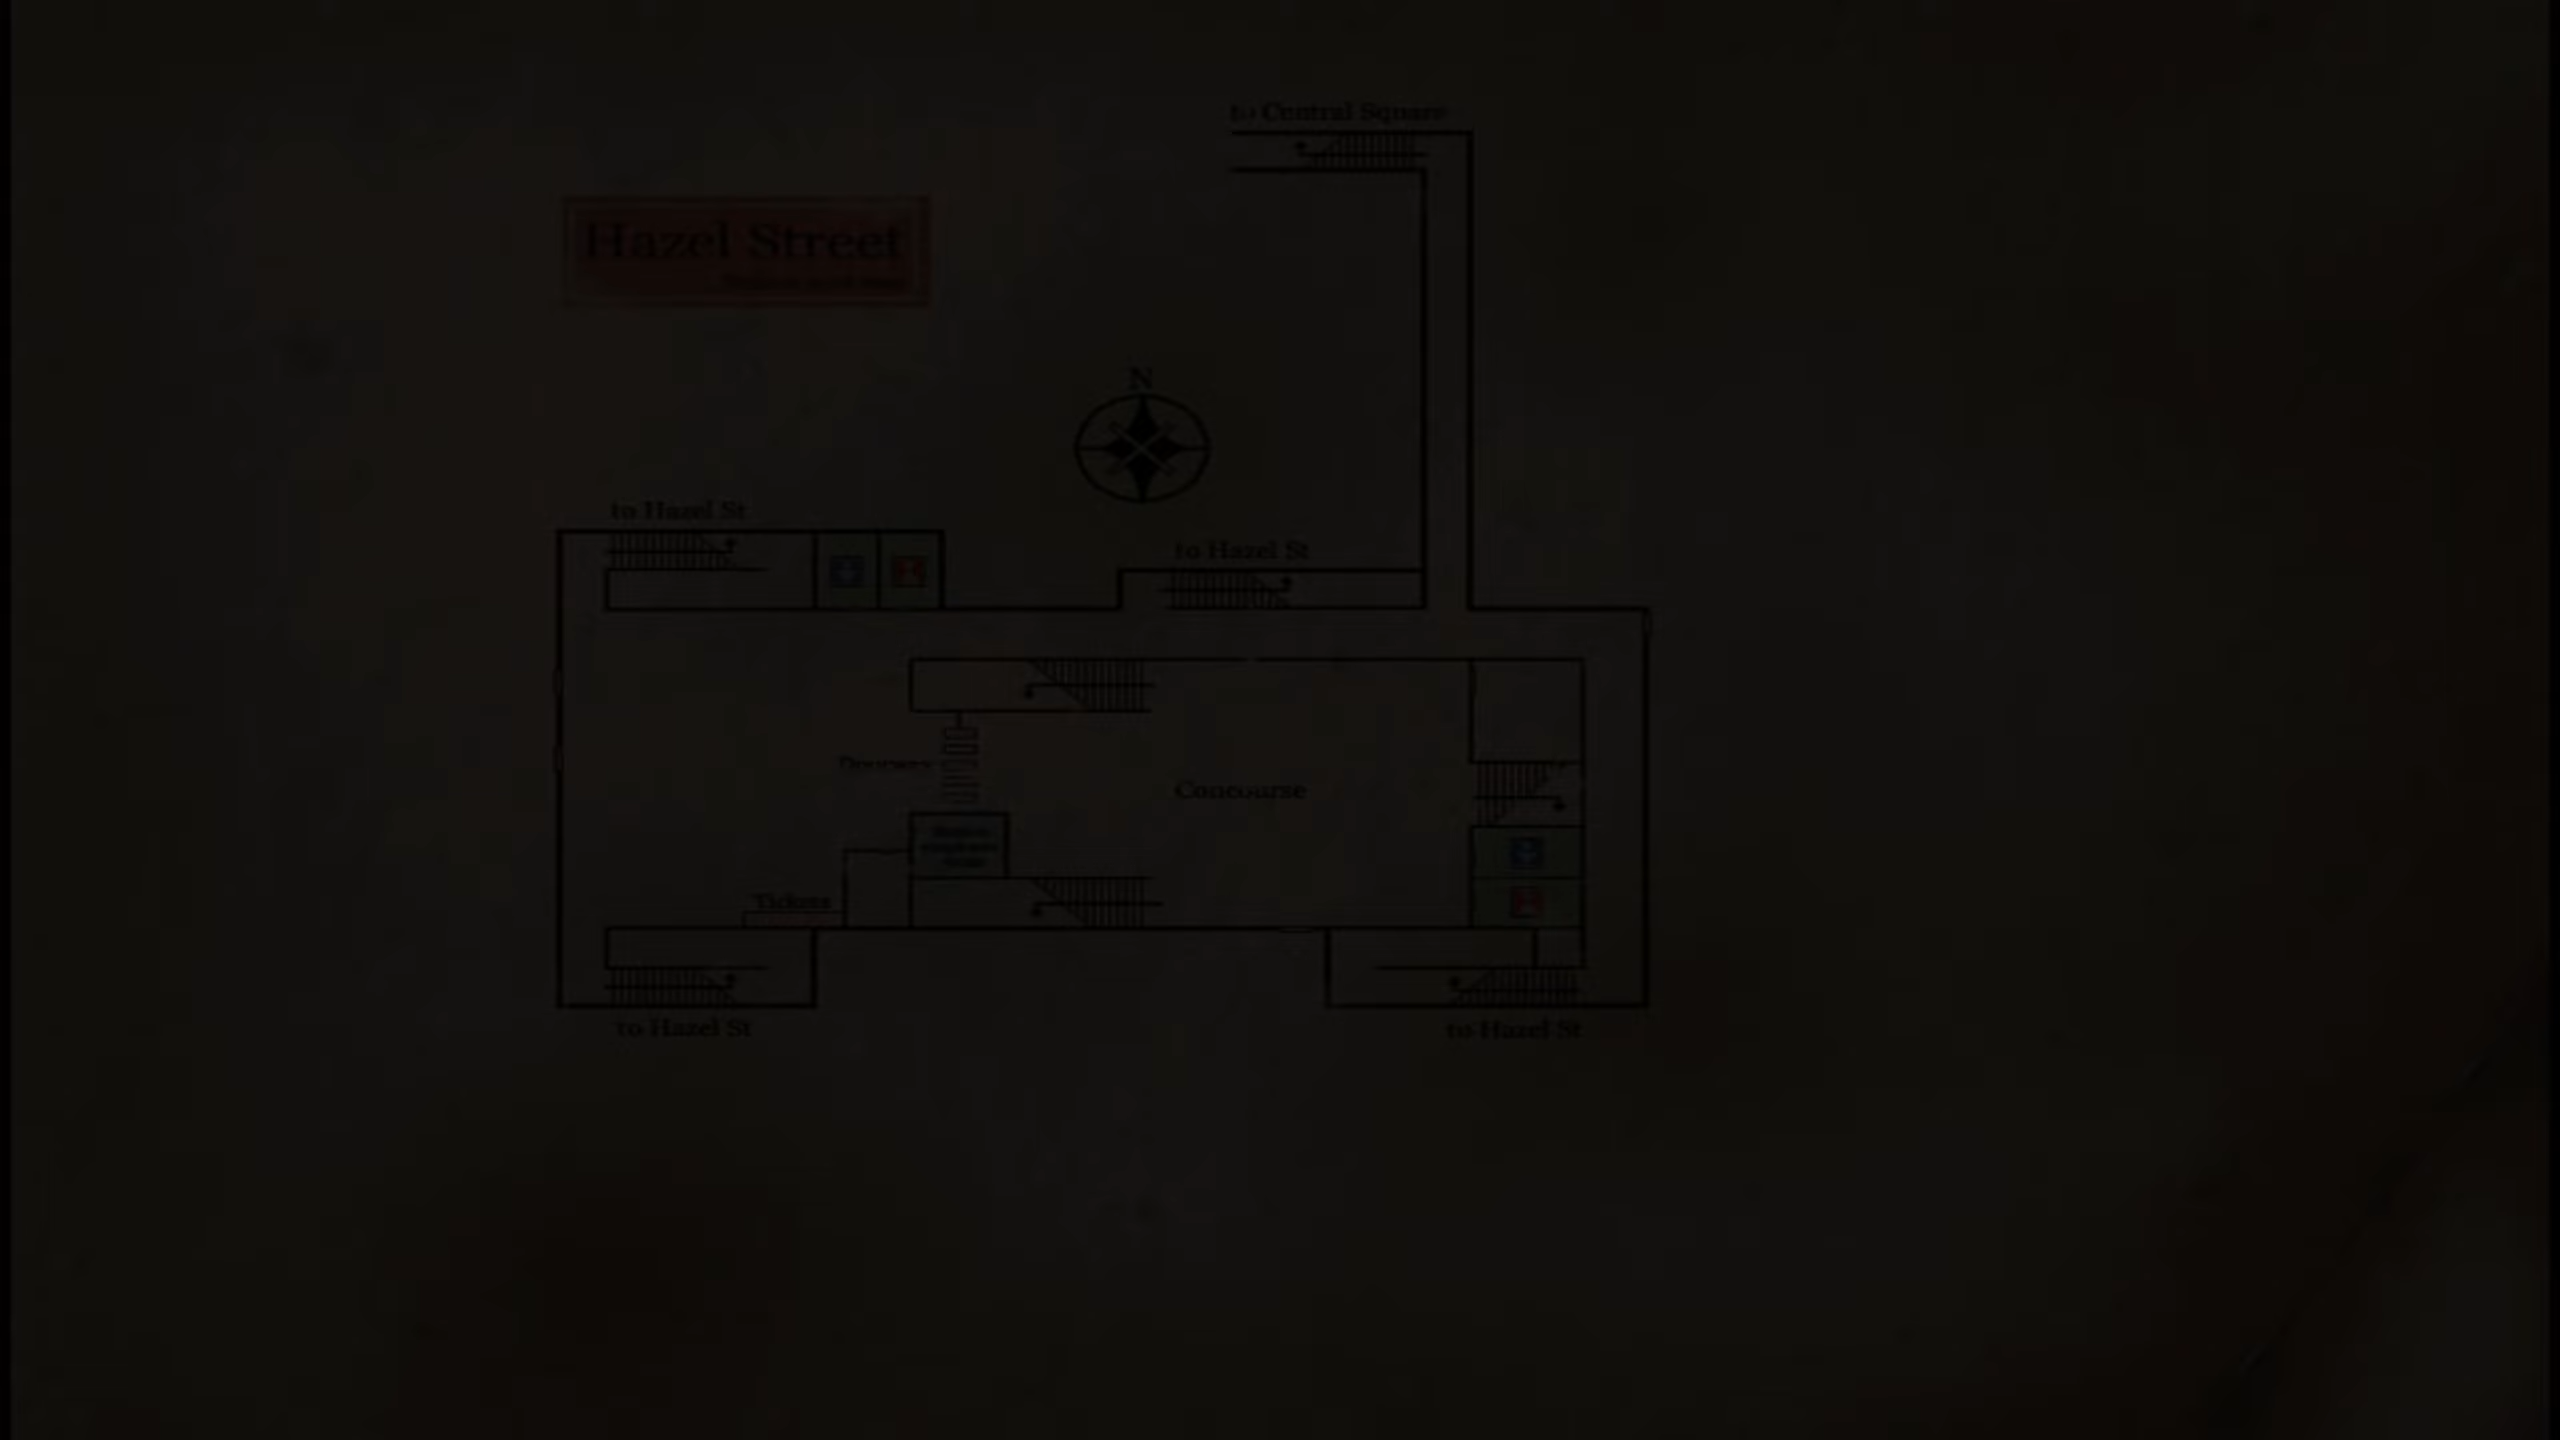 to Central Square
Hazel Street
N
to Hazel St
to Hazel St
Concourse
Tickets
to Hazel St
to Hazel St